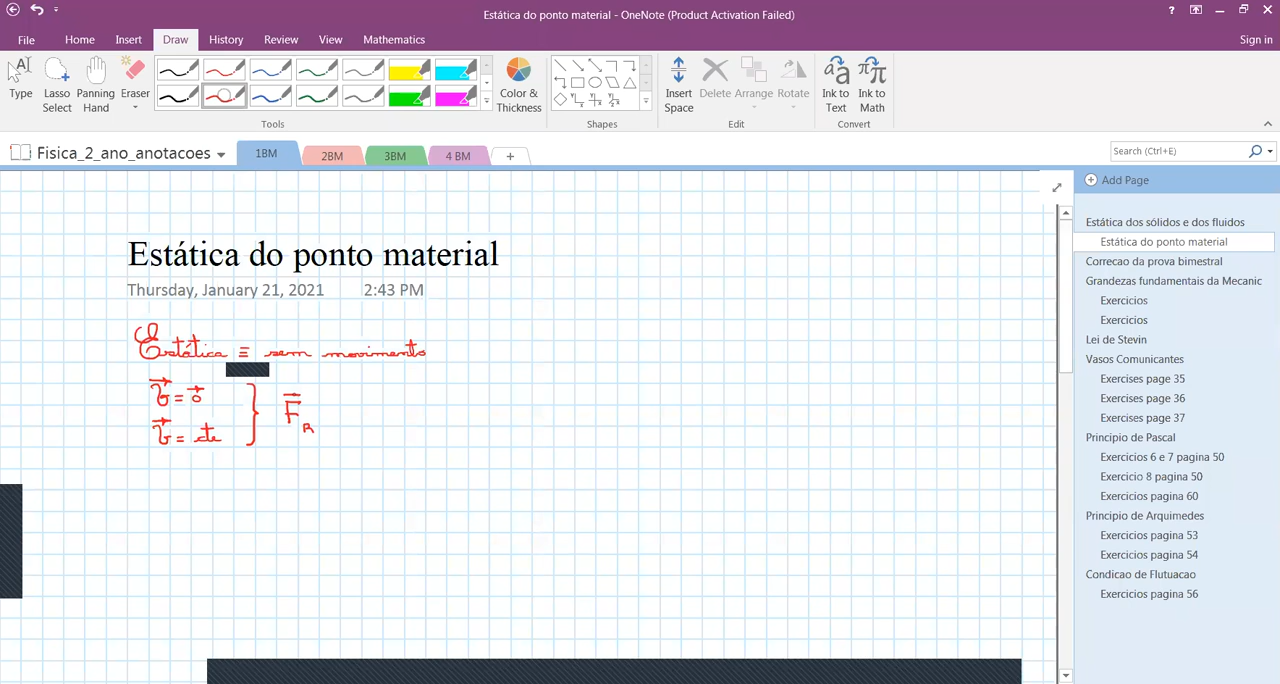 Estática do ponto material - OneNote (Product Activation Failed)
File Home Insert Draw History Review View Mathematics
Sign in
Type
Lasso Select
Panning Hand
Eraser
Color & Thickness
Insert Space
Delete
Arrange
Rotate
Ink to Text
Ink to Math
Tools
Shapes
Edit
Convert
Fisica_2_ano_anotacoes
1BM
2BM
3BM
4 BM
Search (Ctrl+E)
Add Page
Estática do ponto material
Thursday, January 21, 2021 2:43 PM
Estática ≡ sem movimento
v⃗ = 0⃗
v⃗ = cte
} F⃗R
Estática dos sólidos e dos fluidos
Estática do ponto material
Correcao da prova bimestral
Grandezas fundamentais da Mecanic
Exercicios
Exercicios
Lei de Stevin
Vasos Comunicantes
Exercises page 35
Exercises page 36
Exercises page 37
Principio de Pascal
Exercicios 6 e 7 pagina 50
Exercicio 8 pagina 50
Exercicios pagina 60
Principio de Arquimedes
Exercicios pagina 53
Exercicios pagina 54
Condicao de Flutuacao
Exercicios pagina 56